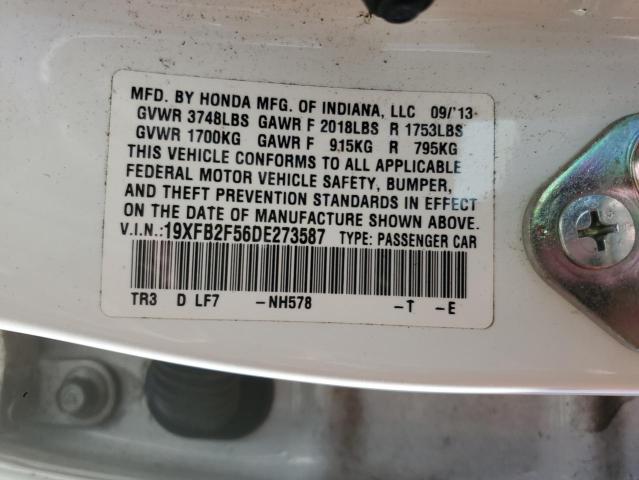 MFD. BY HONDA MFG. OF INDIANA, LLC 09/'13
GVWR 3748LBS GAWR F 2018LBS R 1753LBS
GVWR 1700KG GAWR F 915KG R 795KG
THIS VEHICLE CONFORMS TO ALL APPLICABLE
FEDERAL MOTOR VEHICLE SAFETY, BUMPER,
AND THEFT PREVENTION STANDARDS IN EFFECT
ON THE DATE OF MANUFACTURE SHOWN ABOVE.
V.I.N.:19XFB2F56DE273587 TYPE: PASSENGER CAR
TR3 D LF7 -NH578 -T -E